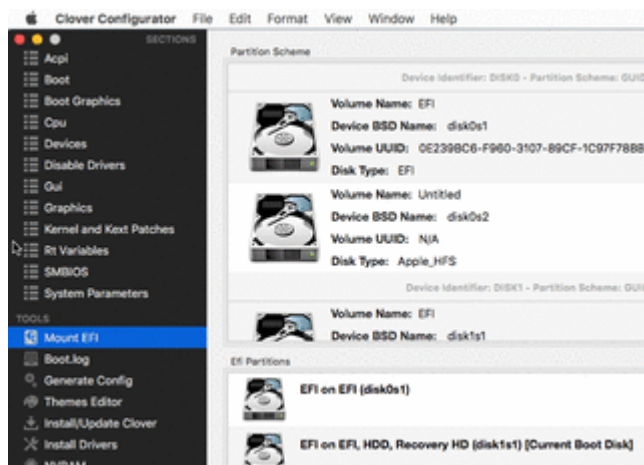 Clover Configurator File Edit Format View Window Help
SECTIONS
Acpi
Boot
Boot Graphics
Cpu
Devices
Disable Drivers
Gui
Graphics
Kernel and Kext Patches
Rt Variables
SMBIOS
System Parameters
TOOLS
Mount EFI
Boot.log
Generate Config
Themes Editor
Install/Update Clover
Install Drivers
NVRAM
Partition Scheme
Device Identifier: DISK0 - Partition Scheme: GUID
Volume Name: EFI
Device BSD Name: disk0s1
Volume UUID: 0E239BC6-F960-3107-89CF-1C97F78BB
Disk Type: EFI
Volume Name: Untitled
Device BSD Name: disk0s2
Volume UUID: N/A
Disk Type: Apple_HFS
Device Identifier: DISK1 - Partition Scheme: GUI
Volume Name: EFI
Device BSD Name: disk1s1
Efi Partitions
EFI on EFI (disk0s1)
EFI on EFI, HDD, Recovery HD (disk1s1) [Current Boot Disk]